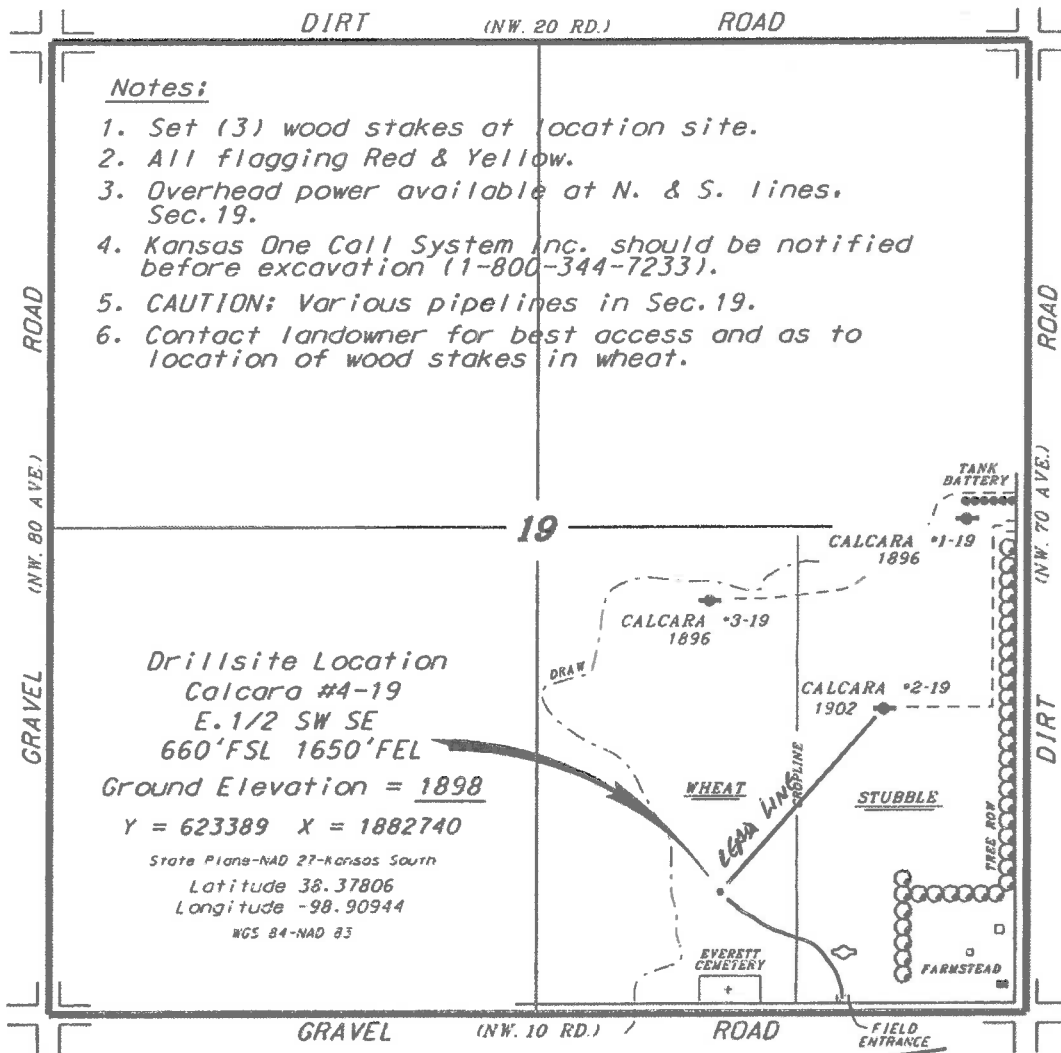 DIRT (NW. 20 RD.) ROAD
Notes:
1. Set (3) wood stakes at location site.
2. All flagging Red & Yellow.
3. Overhead power available at N. & S. lines,
Sec. 19.
4. Kansas One Call System Inc. should be notified
before excavation (1-800-344-7233).
5. CAUTION: Various pipelines in Sec. 19.
6. Contact landowner for best access and as to
location of wood stakes in wheat.
GRAVEL (NW. 80 AVE.) ROAD
DIRT (NW. 70 AVE.) ROAD
TANK
BATTERY
19
CALCARA #1-19
1896
CALCARA #3-19
1896
DRAW
CALCARA #2-19
1902
Drillsite Location
Calcara #4-19
E. 1/2 SW SE
660'FSL 1650'FEL
Ground Elevation = 1898
Y = 623389 X = 1882740
State Plane-NAD 27-Kansas South
Latitude 38.37806
Longitude -98.90944
WGS 84-NAD 83
WHEAT
CROPLINE
STUBBLE
LEAD LINE
TREE ROW
EVERETT
CEMETERY
FARMSTEAD
GRAVEL (NW. 10 RD.) ROAD
FIELD
ENTRANCE